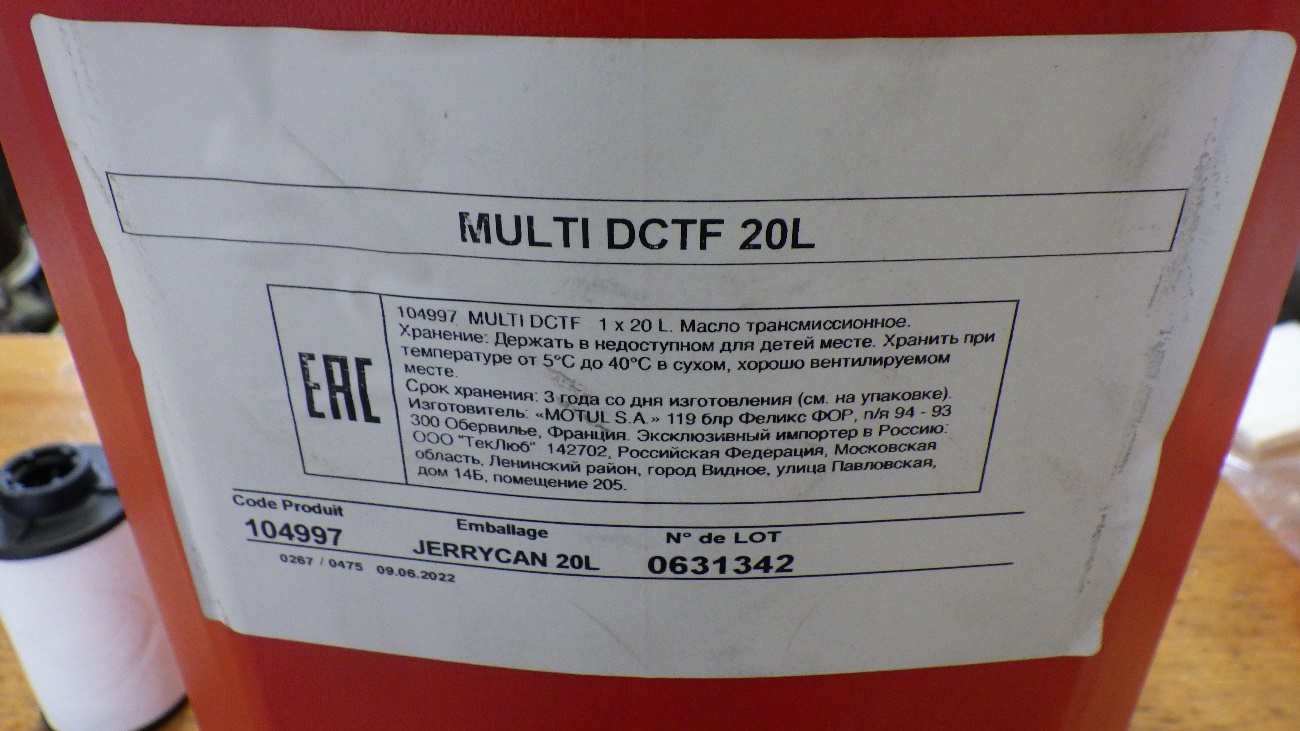 MULTI DCTF 20L
EAC
104997 MULTI DCTF 1 x 20 L. Масло трансмиссионное.
Хранение: Держать в недоступном для детей месте. Хранить при
температуре от 5°C до 40°C в сухом, хорошо вентилируемом
месте.
Срок хранения: 3 года со дня изготовления (см. на упаковке).
Изготовитель: «MOTUL S.A.» 119 блр Феликс ФОР, п/я 94 - 93
300 Обервилье, Франция. Эксклюзивный импортер в Россию:
ООО "ТекЛюб" 142702, Российская Федерация, Московская
область, Ленинский район, город Видное, улица Павловская,
дом 14Б, помещение 205.
Code Produit Emballage N° de LOT
104997 JERRYCAN 20L 0631342
0267 / 0475 09.06.2022